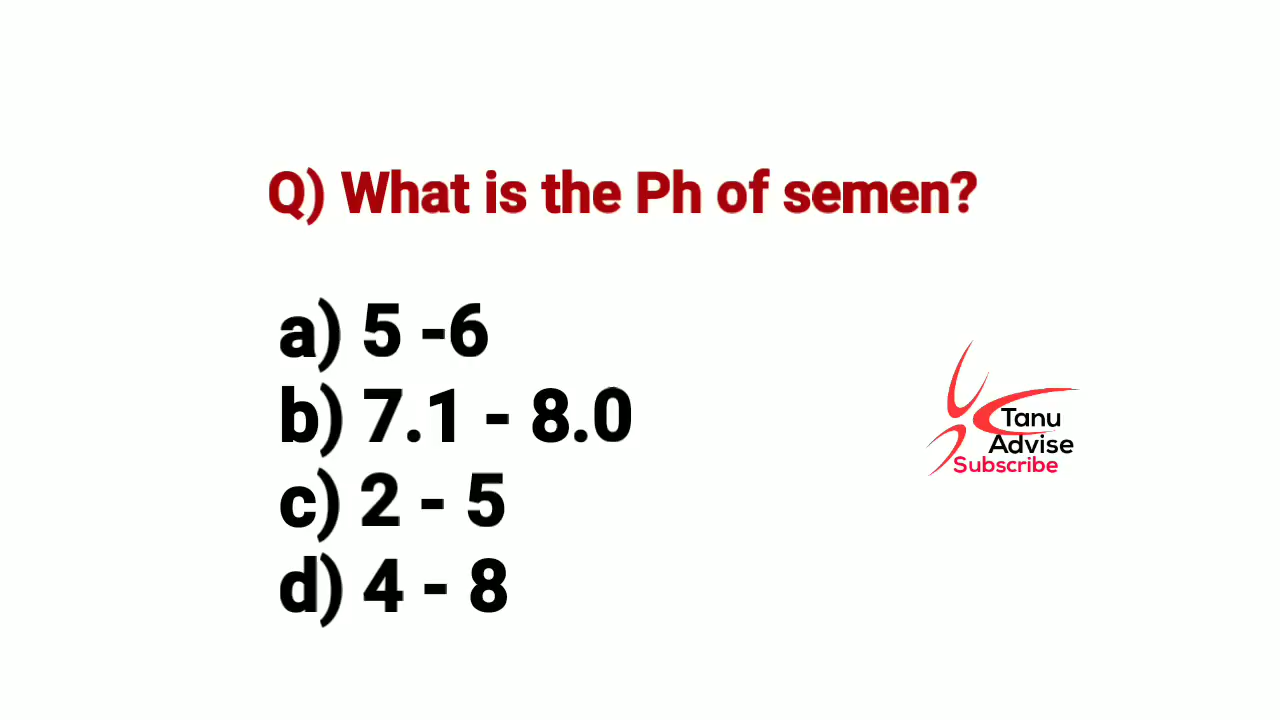 Q) What is the Ph of semen?
a) 5 -6
b) 7.1 - 8.0
c) 2 - 5
d) 4 - 8
Tanu
Advise
Subscribe